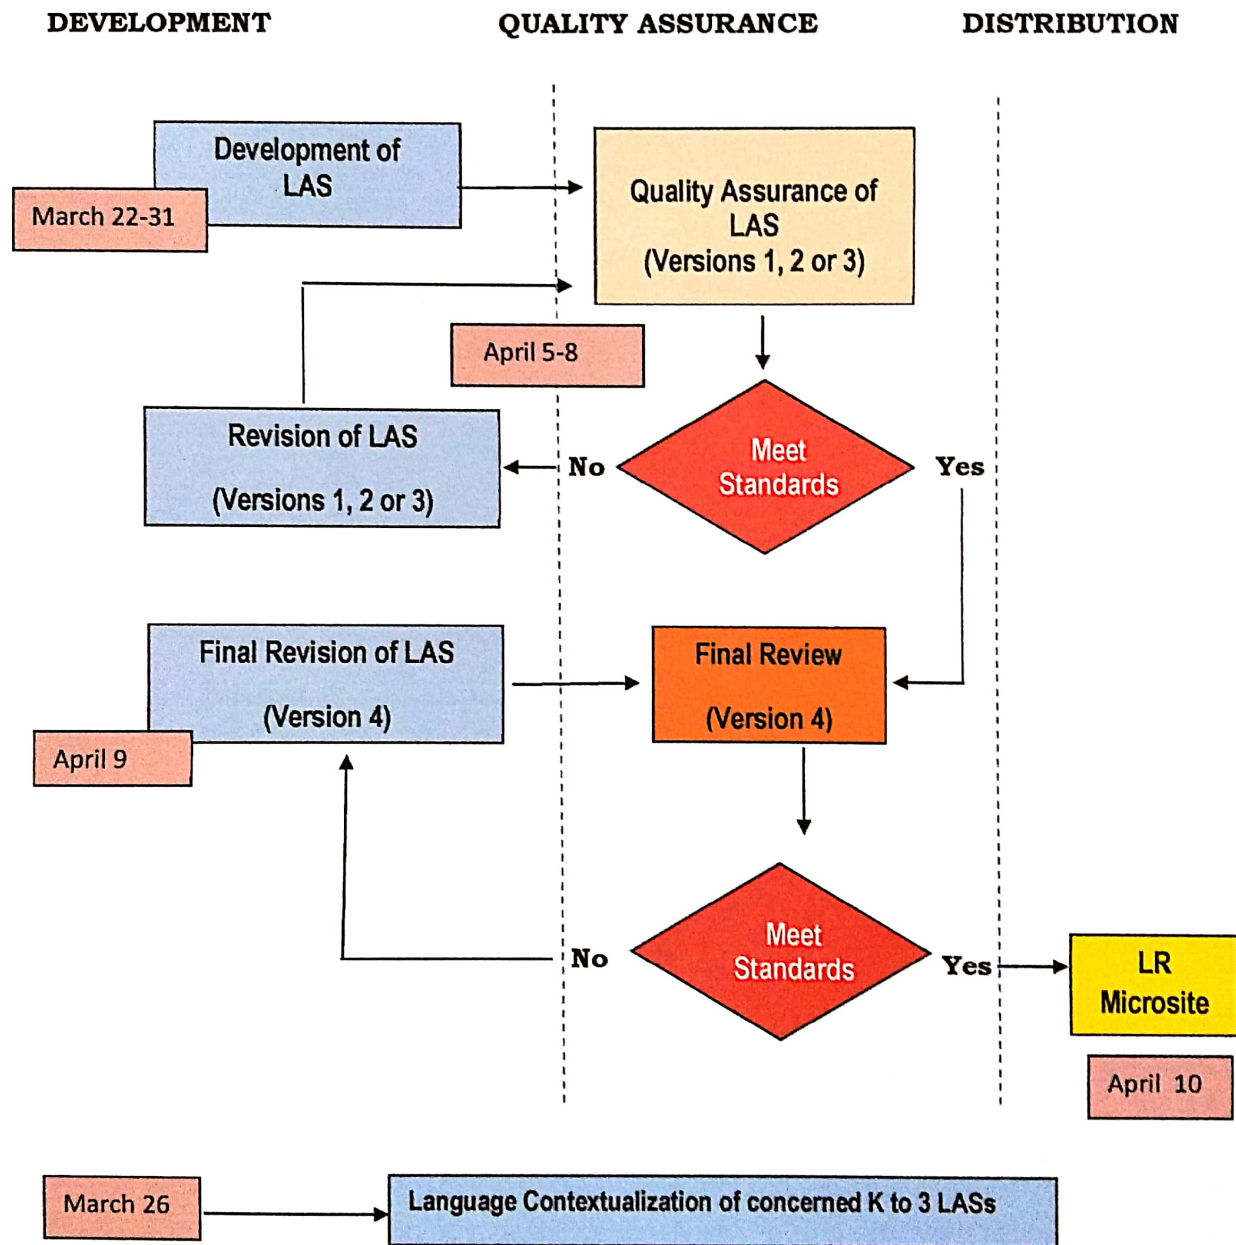 DEVELOPMENT
QUALITY ASSURANCE
DISTRIBUTION
Development of
LAS
March 22-31
Quality Assurance of
LAS
(Versions 1, 2 or 3)
April 5-8
Revision of LAS
(Versions 1, 2 or 3)
No
Meet
Standards
Yes
Final Revision of LAS
(Version 4)
April 9
Final Review
(Version 4)
No
Meet
Standards
Yes
LR
Microsite
April 10
March 26
Language Contextualization of concerned K to 3 LASs